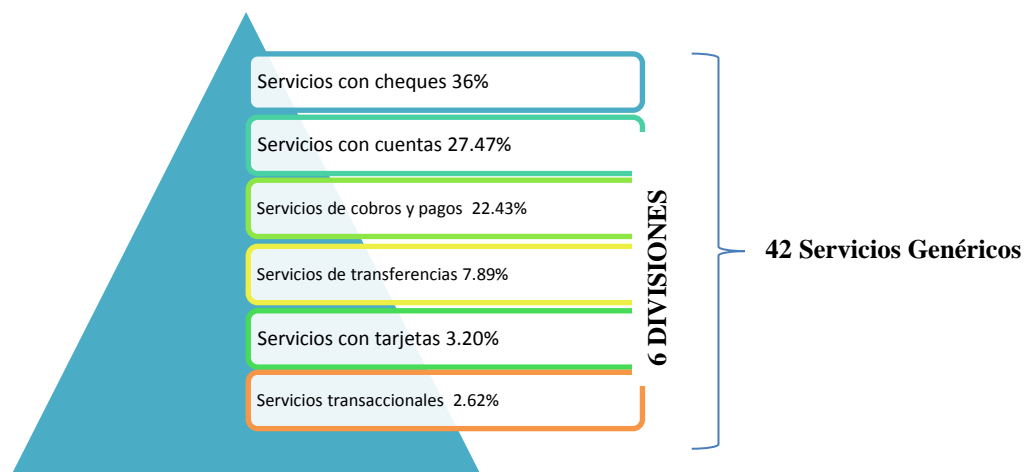 Servicios con cheques 36%
Servicios con cuentas 27.47%
Servicios de cobros y pagos 22.43%
Servicios de transferencias 7.89%
Servicios con tarjetas 3.20%
Servicios transaccionales 2.62%
6 DIVISIONES
42 Servicios Genéricos